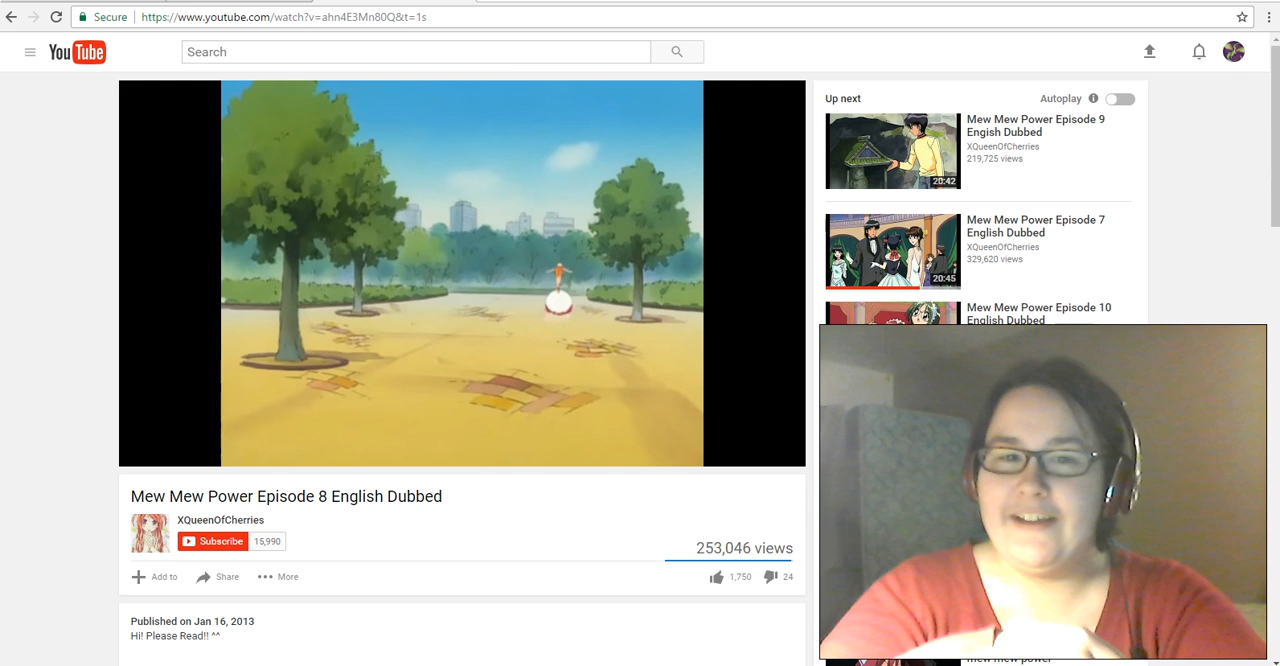 Secure
https://www.youtube.com/watch?v=ahn4E3Mn80Q&t=1s
YouTube
Search
Up next
Autoplay
Mew Mew Power Episode 9
Engish Dubbed
XQueenOfCherries
219,725 views
20:42
Mew Mew Power Episode 7
English Dubbed
XQueenOfCherries
329,620 views
20:45
Mew Mew Power Episode 10
English Dubbed
Mew Mew Power Episode 8 English Dubbed
XQueenOfCherries
Subscribe 15,990
253,046 views
Add to Share More
1,750 24
Published on Jan 16, 2013
Hi! Please Read!! ^^
mew mew power